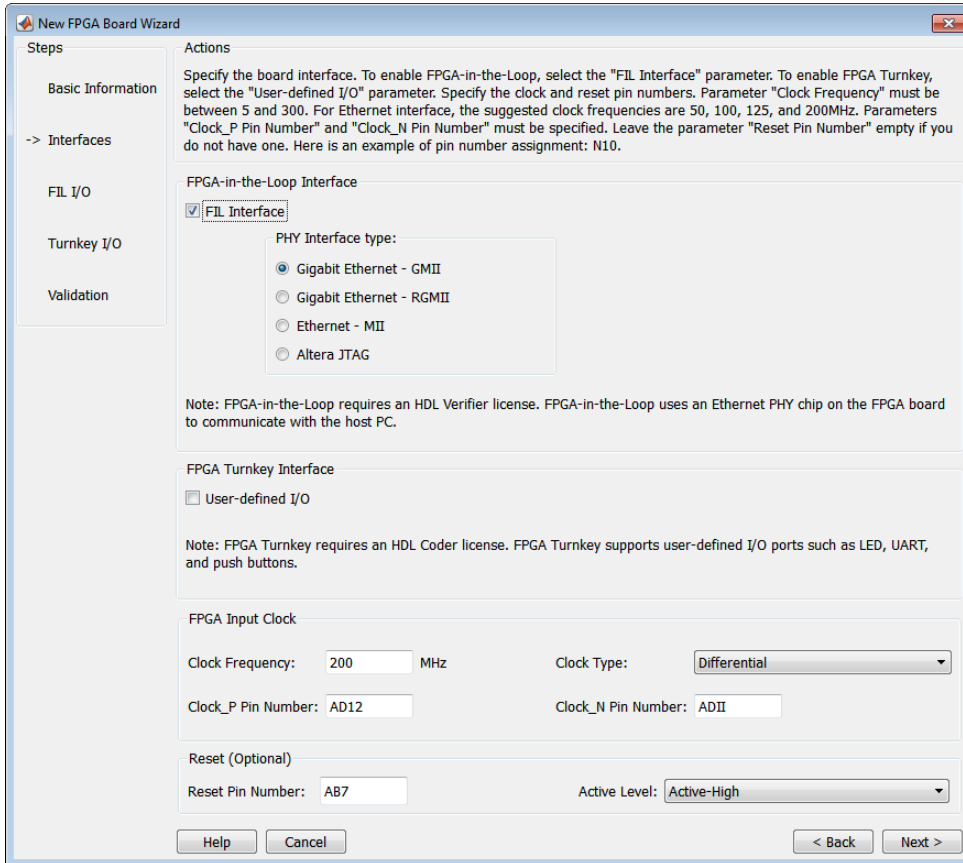 New FPGA Board Wizard
Steps
Basic Information
-> Interfaces
FIL I/O
Turnkey I/O
Validation
Actions
Specify the board interface. To enable FPGA-in-the-Loop, select the "FIL Interface" parameter. To enable FPGA Turnkey,
select the "User-defined I/O" parameter. Specify the clock and reset pin numbers. Parameter "Clock Frequency" must be
between 5 and 300. For Ethernet interface, the suggested clock frequencies are 50, 100, 125, and 200MHz. Parameters
"Clock_P Pin Number" and "Clock_N Pin Number" must be specified. Leave the parameter "Reset Pin Number" empty if you
do not have one. Here is an example of pin number assignment: N10.
FPGA-in-the-Loop Interface
FIL Interface
PHY Interface type:
Gigabit Ethernet - GMII
Gigabit Ethernet - RGMII
Ethernet - MII
Altera JTAG
Note: FPGA-in-the-Loop requires an HDL Verifier license. FPGA-in-the-Loop uses an Ethernet PHY chip on the FPGA board
to communicate with the host PC.
FPGA Turnkey Interface
User-defined I/O
Note: FPGA Turnkey requires an HDL Coder license. FPGA Turnkey supports user-defined I/O ports such as LED, UART,
and push buttons.
FPGA Input Clock
Clock Frequency: 200 MHz Clock Type: Differential
Clock_P Pin Number: AD12 Clock_N Pin Number: ADII
Reset (Optional)
Reset Pin Number: AB7 Active Level: Active-High
Help Cancel < Back Next >